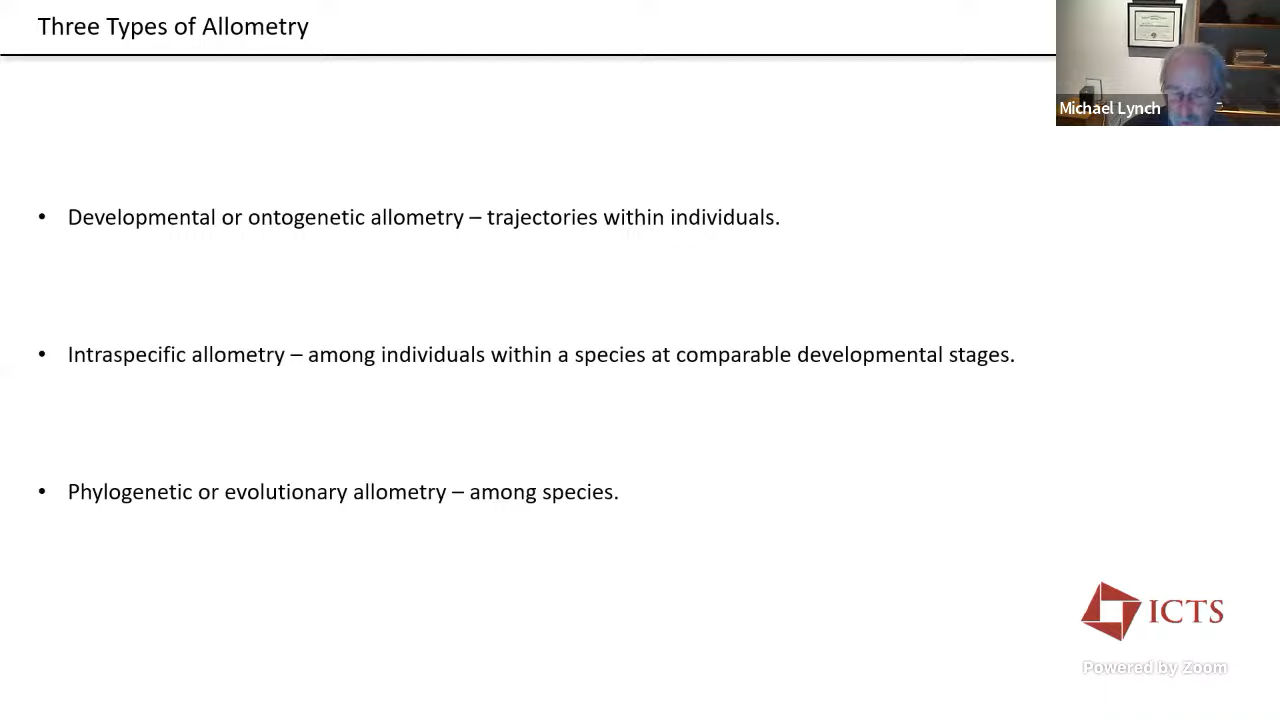 Three Types of Allometry
Michael Lynch
• Developmental or ontogenetic allometry – trajectories within individuals.
• Intraspecific allometry – among individuals within a species at comparable developmental stages.
• Phylogenetic or evolutionary allometry – among species.
ICTS
Powered by Zoom